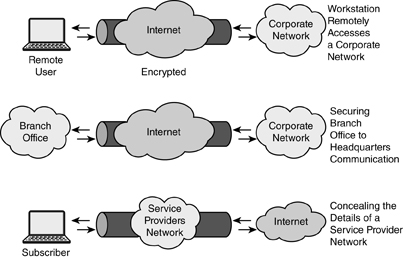 Internet
Corporate
Network
Workstation
Remotely
Accesses
a Corporate
Network
Remote
User
Encrypted
Branch
Office
Internet
Corporate
Network
Securing
Branch
Office to
Headquarters
Communication
Service
Providers
Network
Internet
Concealing the
Details of a
Service Provider
Network
Subscriber